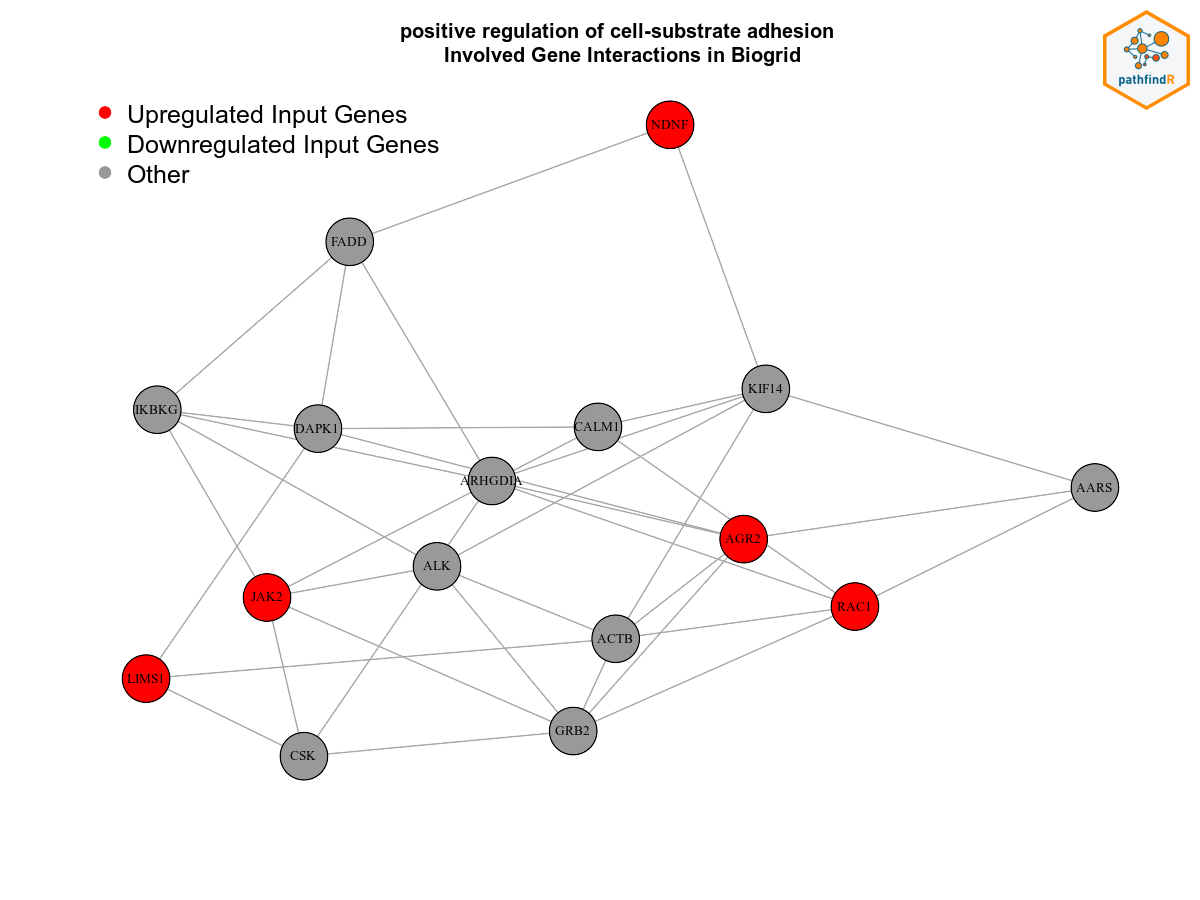 positive regulation of cell-substrate adhesion
Involved Gene Interactions in Biogrid
pathfindR
Upregulated Input Genes
Downregulated Input Genes
Other
NDNF
FADD
KIF14
IKBKG
DAPK1
CALM1
ARHGDIA
AARS
AGR2
ALK
JAK2
RAC1
ACTB
LIMS1
GRB2
CSK